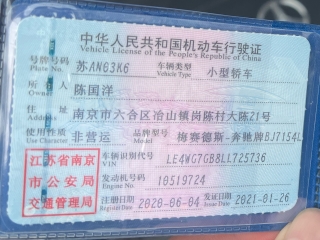 中华人民共和国机动车行驶证
Vehicle License of the People's Republic of China
号牌号码 苏AN63K6 车辆类型 小型轿车
Plate No. Vehicle Type
所有人 陈国洋
Owner
住址 南京市六合区冶山镇岗陈村大陈21号
Address
使用性质 非营运 品牌型号 梅赛德斯-奔驰牌BJ7154L
Use Character Model
江苏省南京
市公安局
交通管理局
车辆识别代号 LE4WG7GB8LL725736
VIN
发动机号码 10519724
Engine No.
注册日期 2020-06-04 发证日期 2021-01-26
Register Date Issue Date